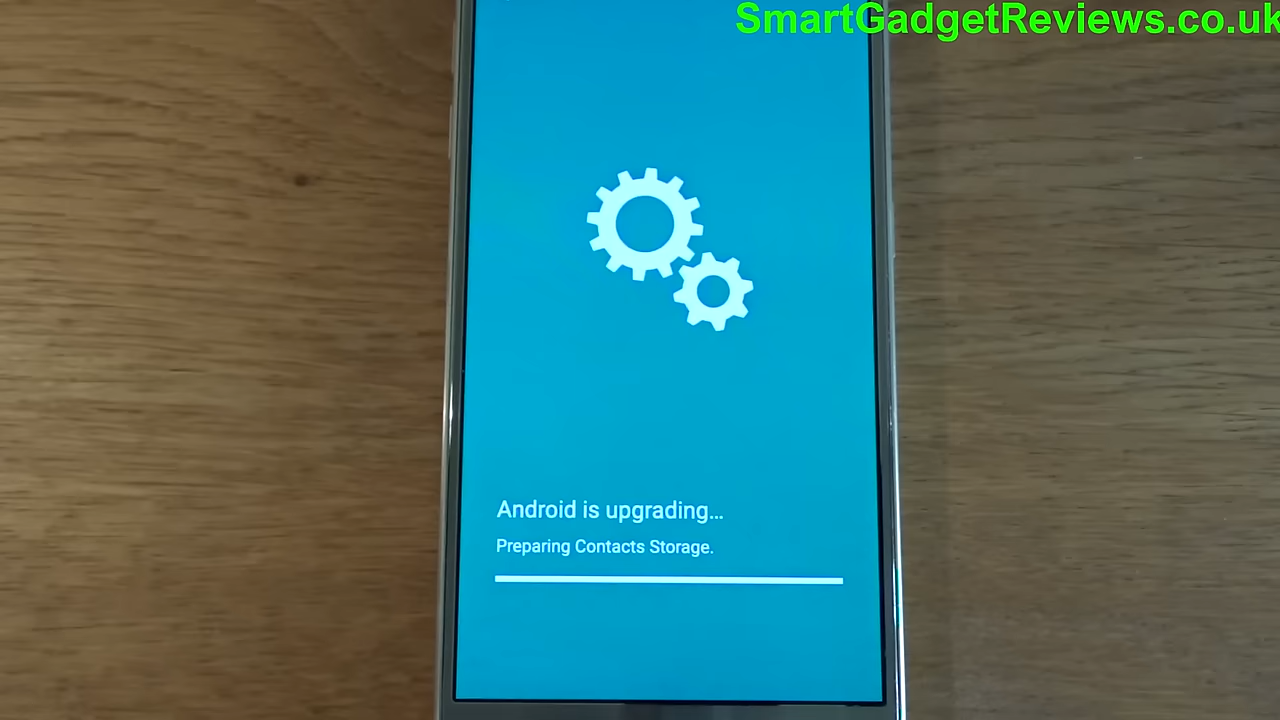 SmartGadgetReviews.co.uk
Android is upgrading...
Preparing Contacts Storage.